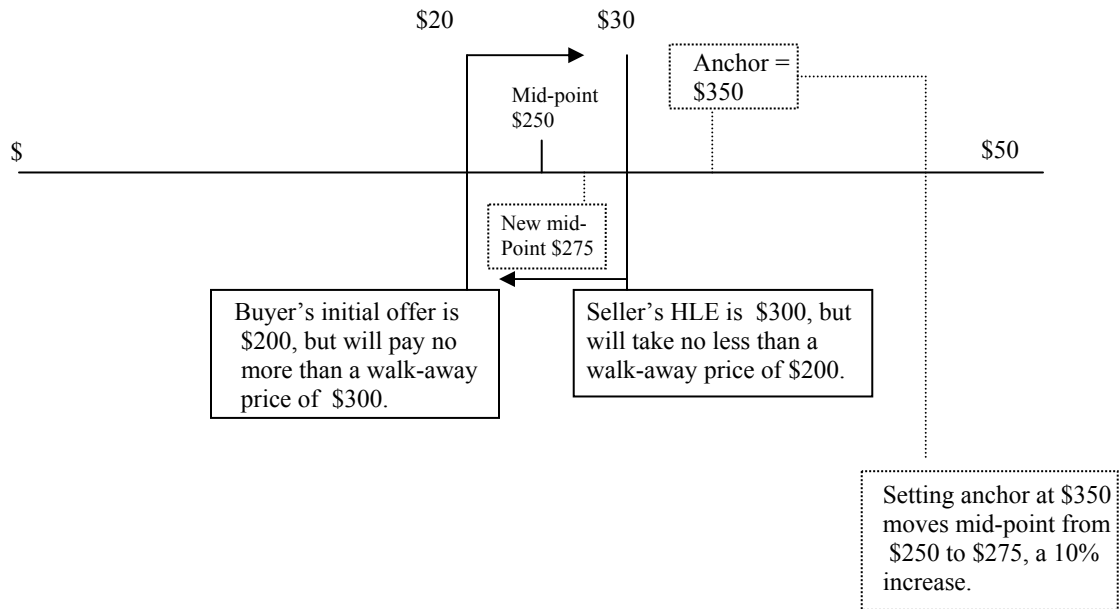 $20
$30
Anchor =
$350
Mid-point
$250
$
$50
New mid-
Point $275
Buyer's initial offer is
$200, but will pay no
more than a walk-away
price of  $300.
Seller's HLE is  $300, but
will take no less than a
walk-away price of $200.
Setting anchor at $350
moves mid-point from
$250 to $275, a 10%
increase.